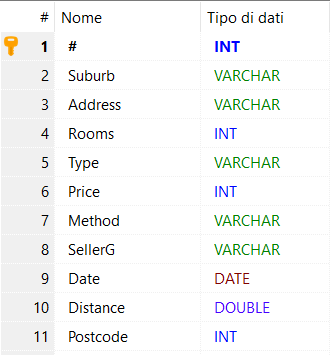 # Nome Tipo di dati
1 # INT
2 Suburb VARCHAR
3 Address VARCHAR
4 Rooms INT
5 Type VARCHAR
6 Price INT
7 Method VARCHAR
8 SellerG VARCHAR
9 Date DATE
10 Distance DOUBLE
11 Postcode INT